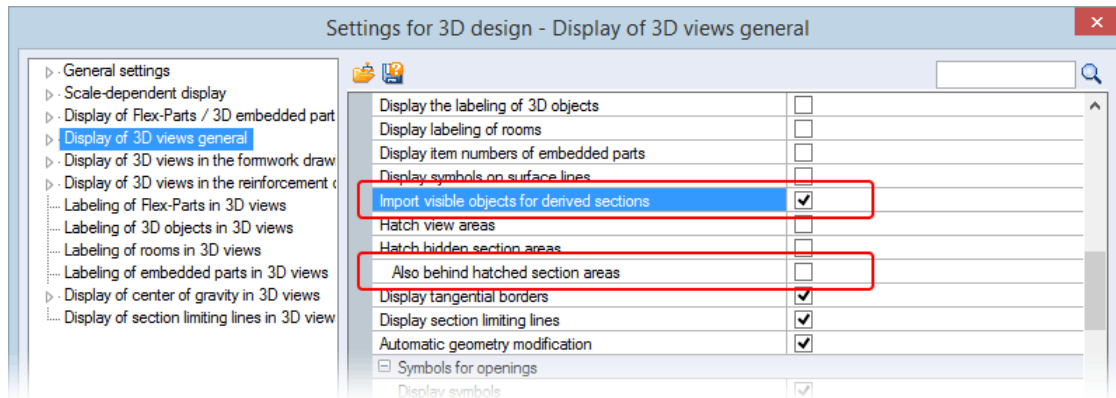 Settings for 3D design - Display of 3D views general
General settings
Scale-dependent display
Display of Flex-Parts / 3D embedded part
Display of 3D views general
Display of 3D views in the formwork draw
Display of 3D views in the reinforcement
Labeling of Flex-Parts in 3D views
Labeling of 3D objects in 3D views
Labeling of rooms in 3D views
Labeling of embedded parts in 3D views
Display of center of gravity in 3D views
Display of section limiting lines in 3D view
Display the labeling of 3D objects
Display labeling of rooms
Display item numbers of embedded parts
Display symbols on surface lines
Import visible objects for derived sections
Hatch view areas
Hatch hidden section areas
Also behind hatched section areas
Display tangential borders
Display section limiting lines
Automatic geometry modification
Symbols for openings
Display symbols